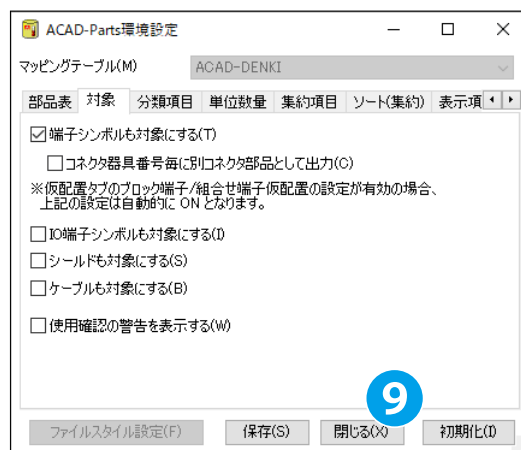 ACAD-Parts環境設定
マッピングテーブル(M) ACAD-DENKI
部品表 対象 分類項目 単位数量 集約項目 ソート(集約) 表示項
端子シンボルも対象にする(T)
コネクタ器具番号毎に別コネクタ部品として出力(C)
※仮配置タブのブロック端子/組合せ端子仮配置の設定が有効の場合、
上記の設定は自動的に ON となります。
IO端子シンボルも対象にする(I)
シールドも対象にする(S)
ケーブルも対象にする(B)
使用確認の警告を表示する(W)
9
ファイルスタイル設定(F) 保存(S) 閉じる(X) 初期化(I)